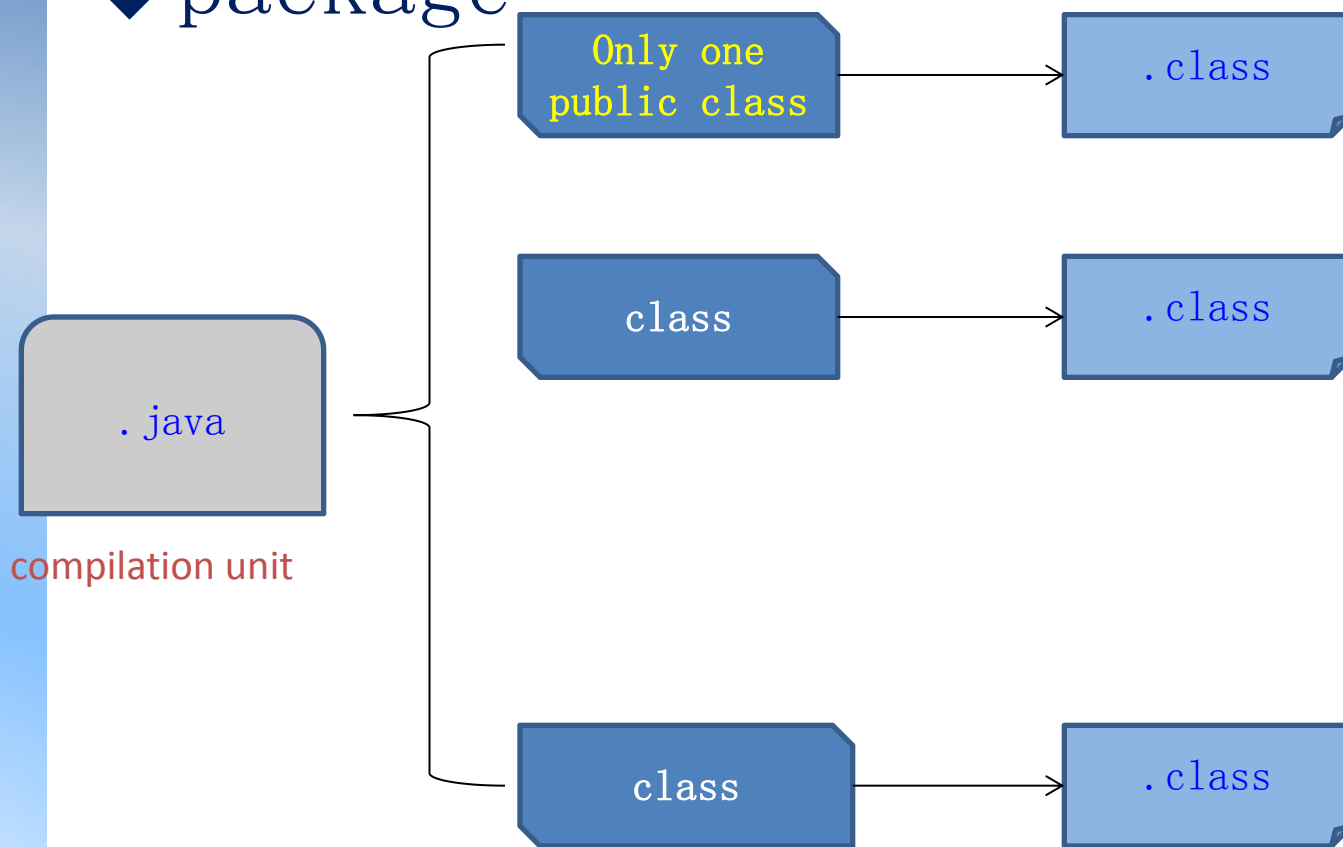 package
Only one
public class
.class
class
.class
.java
compilation unit
class
.class